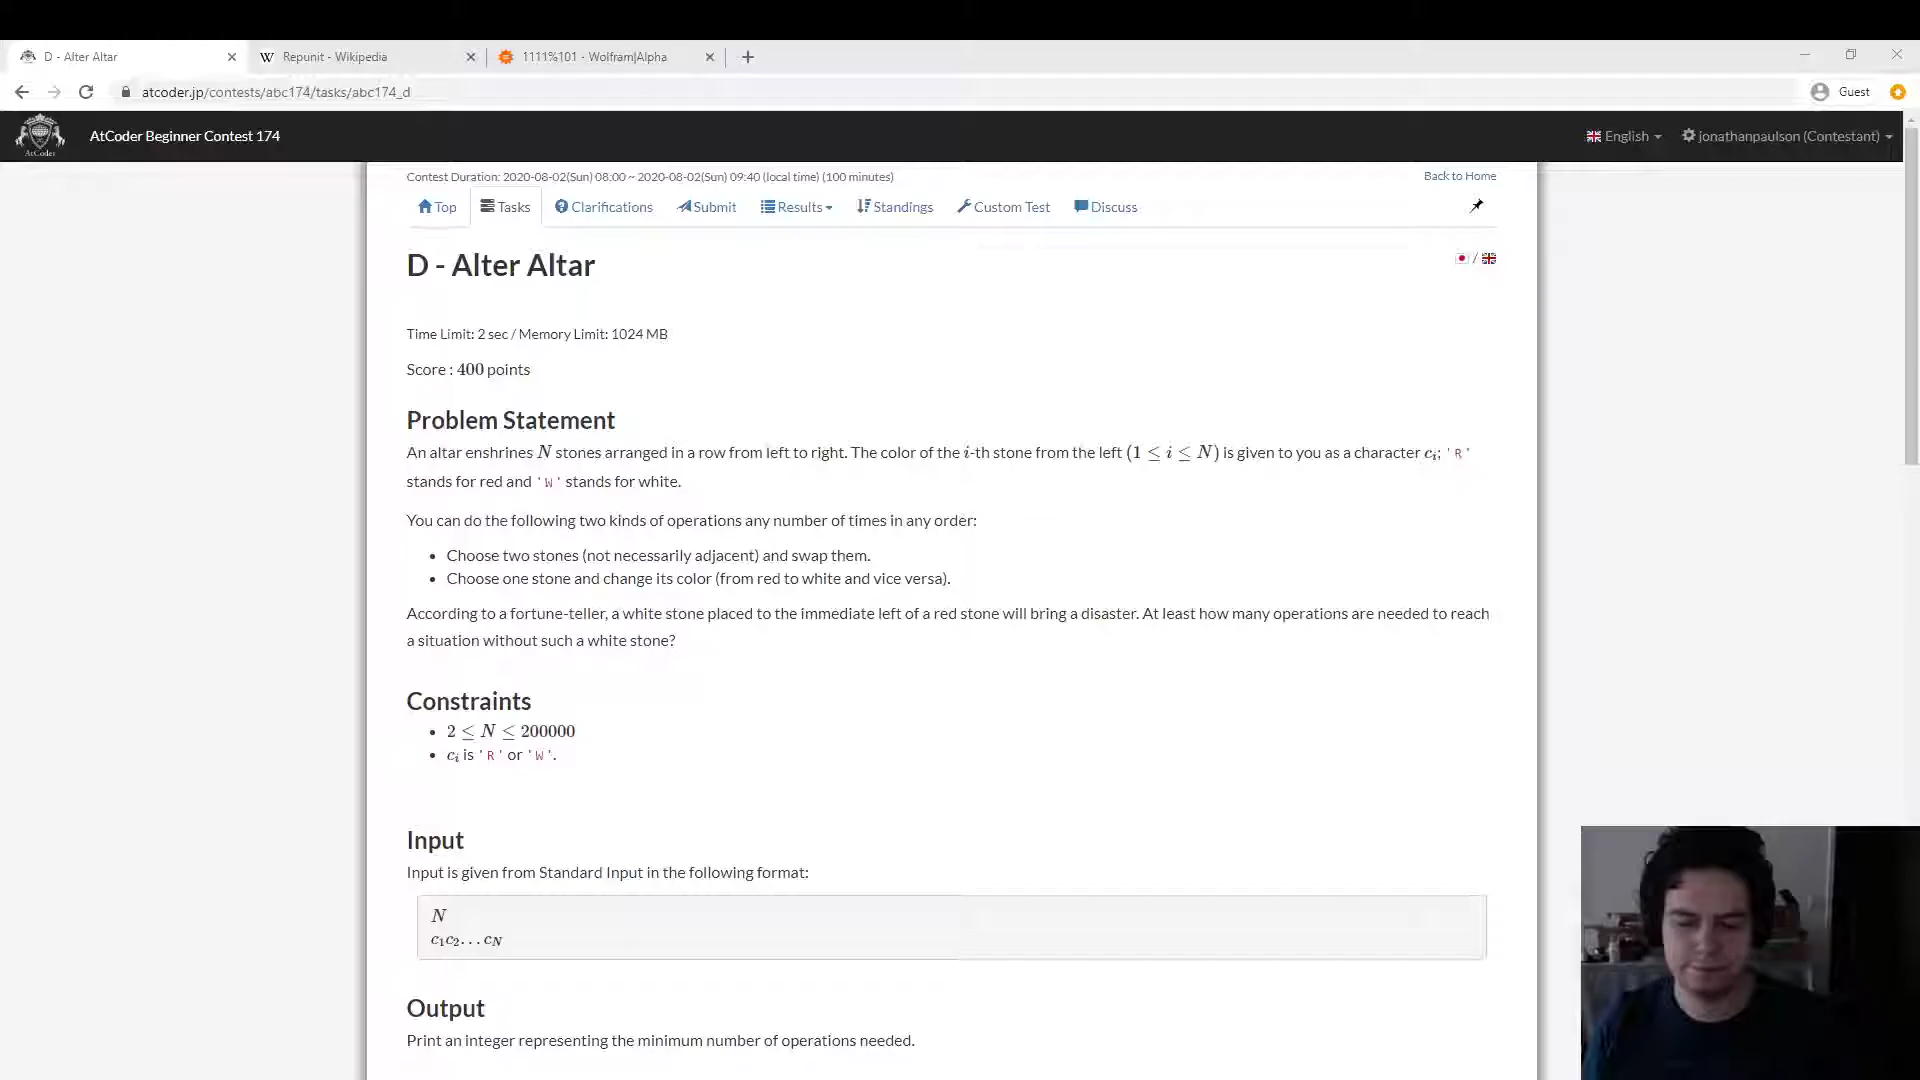 D - Alter Altar
Repunit - Wikipedia
1111%101 - Wolfram|Alpha
atcoder.jp/contests/abc174/tasks/abc174_d
Guest
AtCoder
AtCoder Beginner Contest 174
English
jonathanpaulson (Contestant)
Contest Duration: 2020-08-02(Sun) 08:00 ~ 2020-08-02(Sun) 09:40 (local time) (100 minutes)
Back to Home
Top
Tasks
Clarifications
Submit
Results
Standings
Custom Test
Discuss
D - Alter Altar
/
Time Limit: 2 sec / Memory Limit: 1024 MB
Score : 400 points
Problem Statement
An altar enshrines N stones arranged in a row from left to right. The color of the i-th stone from the left (1 ≤ i ≤ N) is given to you as a character cᵢ; 'R'
stands for red and 'W' stands for white.
You can do the following two kinds of operations any number of times in any order:
• Choose two stones (not necessarily adjacent) and swap them.
• Choose one stone and change its color (from red to white and vice versa).
According to a fortune-teller, a white stone placed to the immediate left of a red stone will bring a disaster. At least how many operations are needed to reach
a situation without such a white stone?
Constraints
• 2 ≤ N ≤ 200000
• cᵢ is 'R' or 'W'.
Input
Input is given from Standard Input in the following format:
N
c₁c₂…c_N
Output
Print an integer representing the minimum number of operations needed.